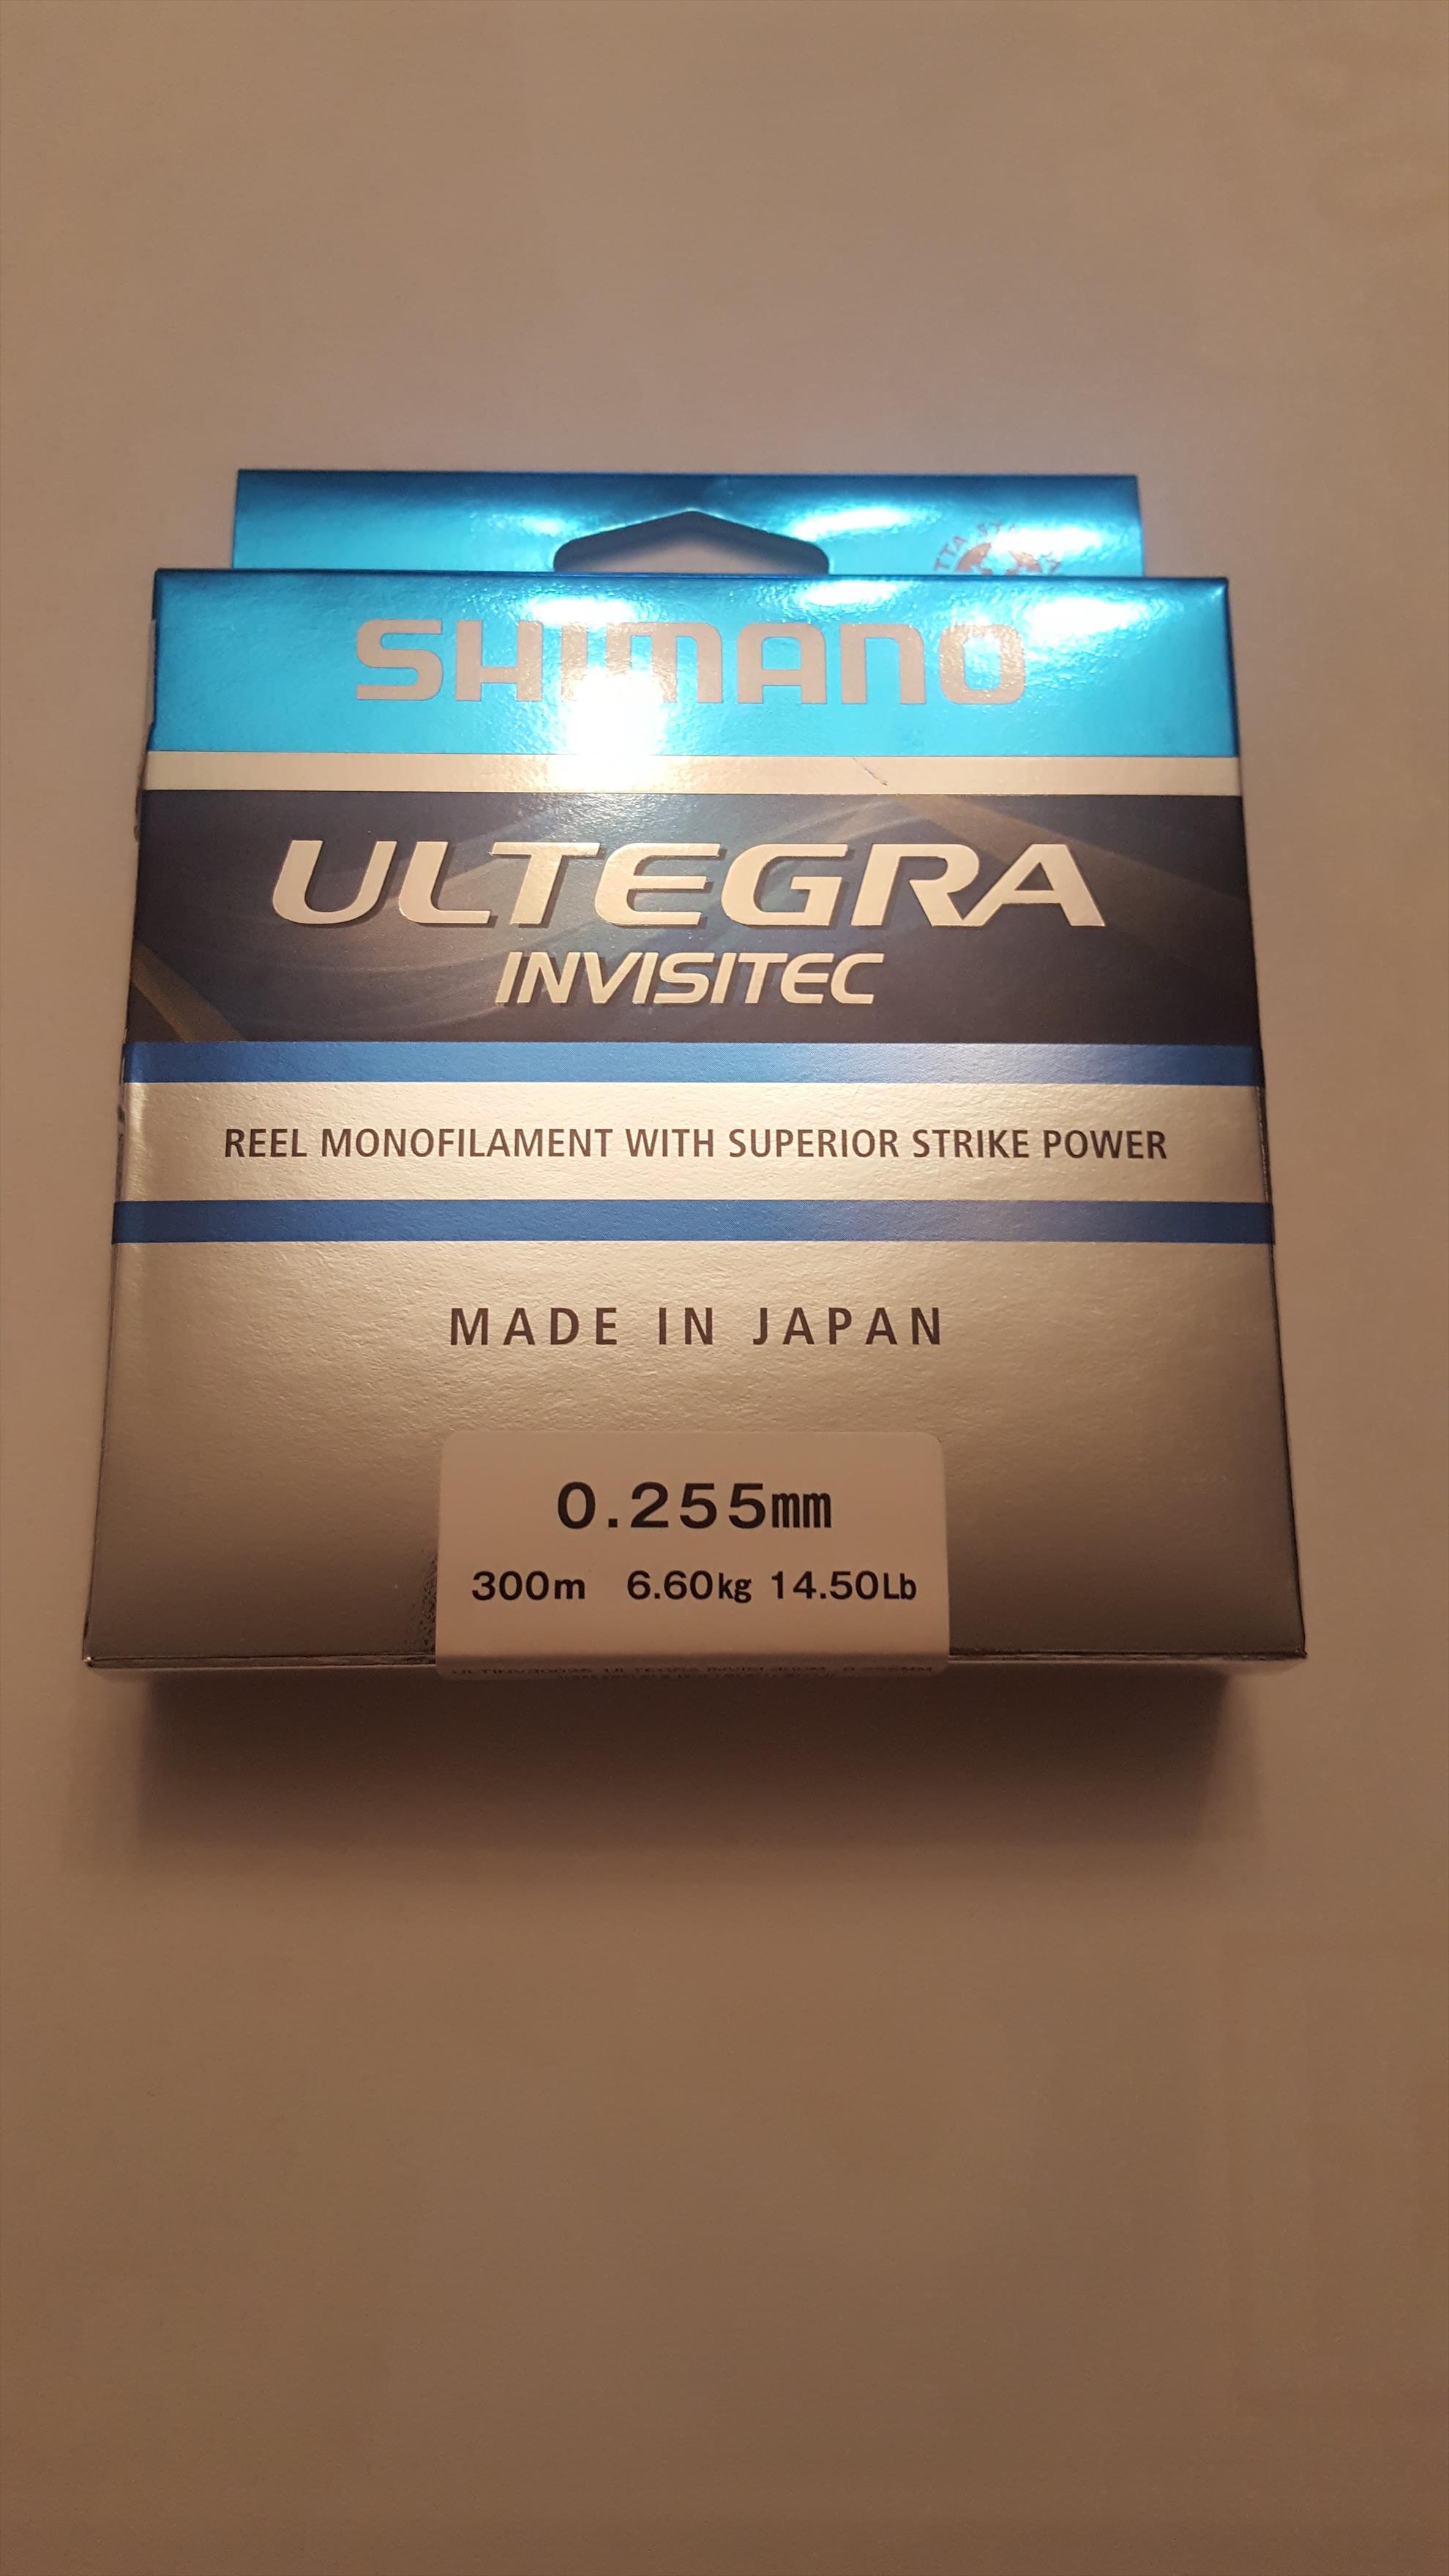 SHIMANO
ULTEGRA
INVISITEC
REEL MONOFILAMENT WITH SUPERIOR STRIKE POWER
MADE IN JAPAN
0.255mm
300m 6.60kg 14.50Lb